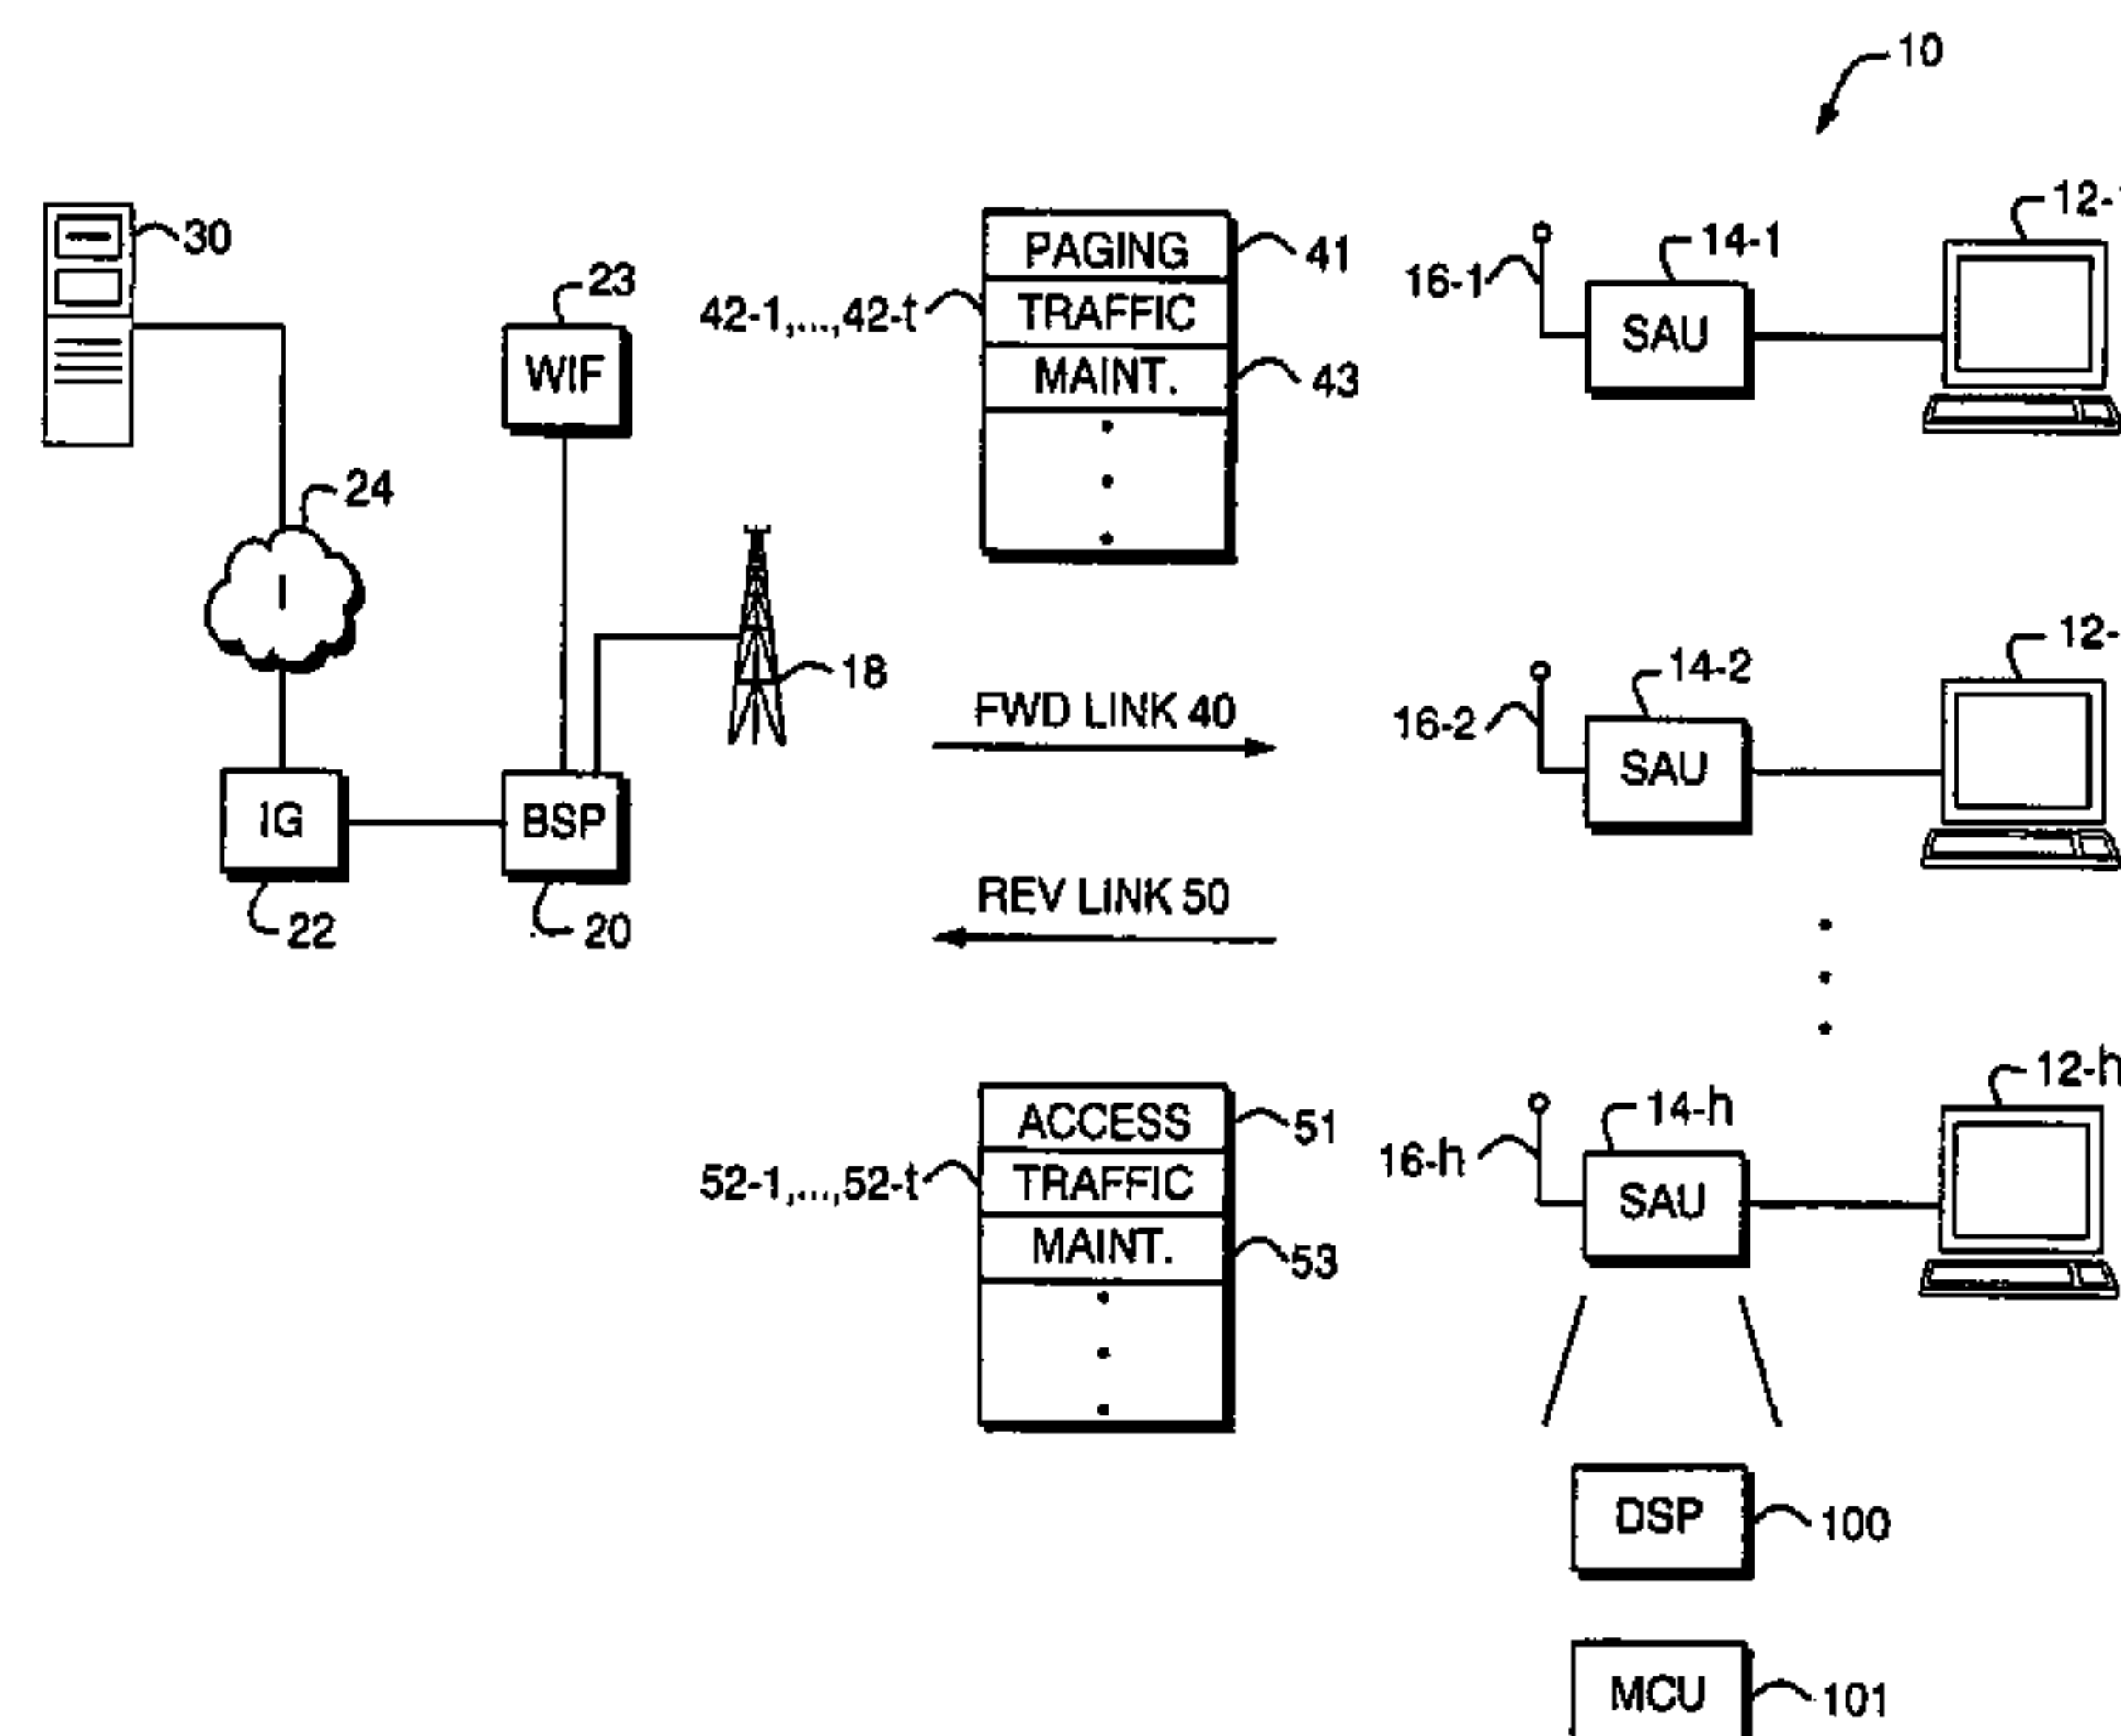 10
30
23
WIF
24
I
18
IG
22
BSP
20
PAGING
41
42-1,...,42-t
TRAFFIC
MAINT.
43
FWD LINK 40
REV LINK 50
ACCESS
51
52-1,...,52-t
TRAFFIC
MAINT.
53
16-1
14-1
SAU
12-1
16-2
14-2
SAU
12-
16-h
14-h
SAU
12-h
DSP
100
MCU
101